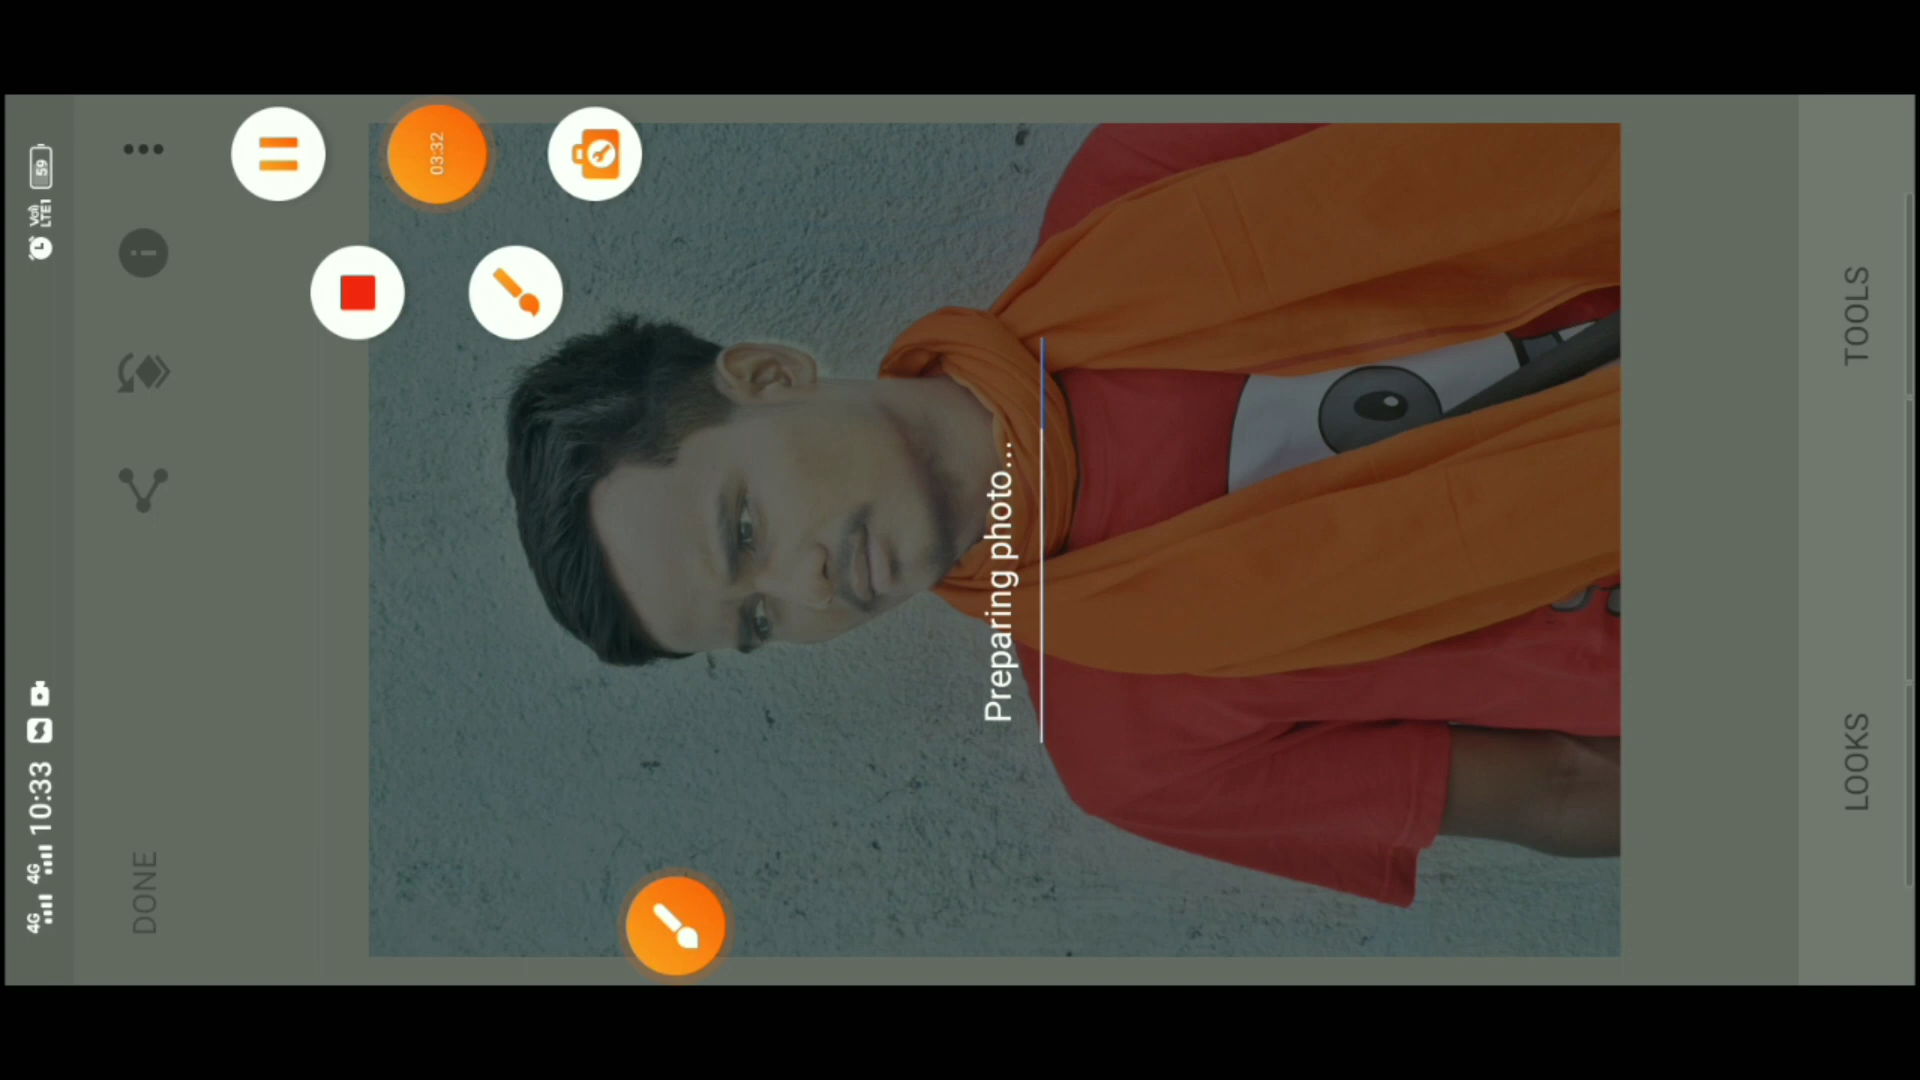 4G 4G 10:33
Vo) LTE1 59
DONE
03:32
Preparing photo...
LOOKS
TOOLS